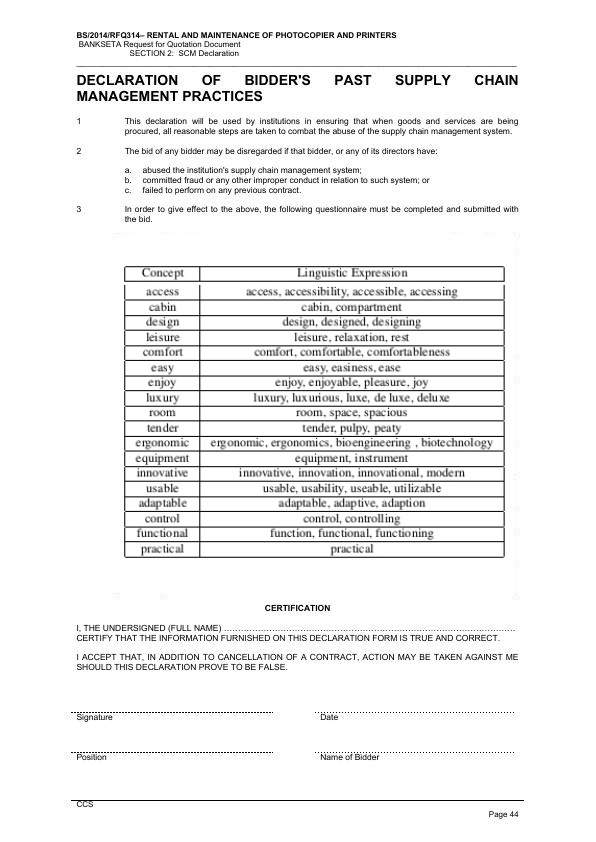 BS/2014/RFQ314– RENTAL AND MAINTENANCE OF PHOTOCOPIER AND PRINTERS
BANKSETA Request for Quotation Document
SECTION 2: SCM Declaration
DECLARATION OF BIDDER'S PAST SUPPLY CHAIN
MANAGEMENT PRACTICES
1 This declaration will be used by institutions in ensuring that when goods and services are being
procured, all reasonable steps are taken to combat the abuse of the supply chain management system.
2 The bid of any bidder may be disregarded if that bidder, or any of its directors have:
a. abused the institution's supply chain management system;
b. committed fraud or any other improper conduct in relation to such system; or
c. failed to perform on any previous contract.
3 In order to give effect to the above, the following questionnaire must be completed and submitted with
the bid.
Concept Linguistic Expression
access access, accessibility, accessible, accessing
cabin cabin, compartment
design design, designed, designing
leisure leisure, relaxation, rest
comfort comfort, comfortable, comfortableness
easy easy, easiness, ease
enjoy enjoy, enjoyable, pleasure, joy
luxury luxury, luxurious, luxe, de luxe, deluxe
room room, space, spacious
tender tender, pulpy, peaty
ergonomic ergonomic, ergonomics, bioengineering , biotechnology
equipment equipment, instrument
innovative innovative, innovation, innovational, modern
usable usable, usability, useable, utilizable
adaptable adaptable, adaptive, adaption
control control, controlling
functional function, functional, functioning
practical practical
CERTIFICATION
I, THE UNDERSIGNED (FULL NAME) ....................................................................................................
CERTIFY THAT THE INFORMATION FURNISHED ON THIS DECLARATION FORM IS TRUE AND CORRECT.
I ACCEPT THAT, IN ADDITION TO CANCELLATION OF A CONTRACT, ACTION MAY BE TAKEN AGAINST ME
SHOULD THIS DECLARATION PROVE TO BE FALSE.
Signature Date
Position Name of Bidder
CCS
Page 44